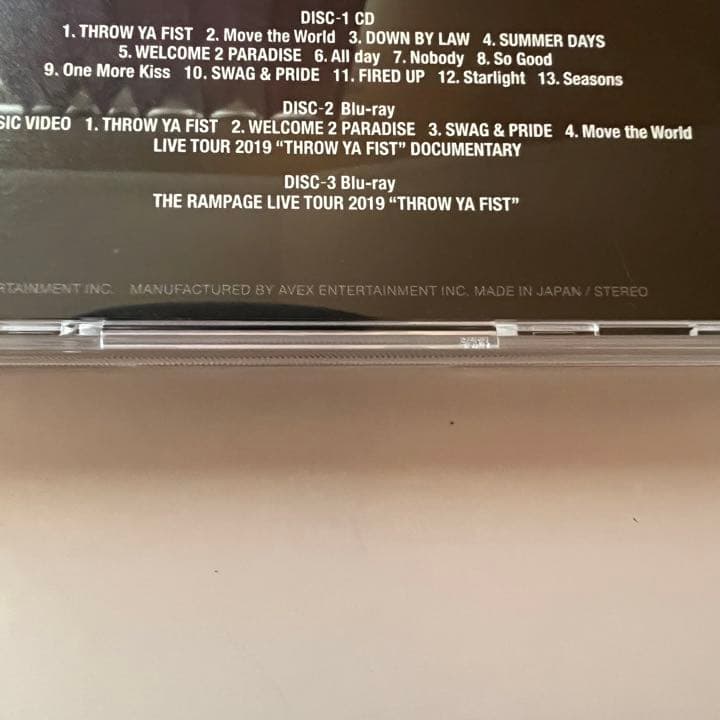 DISC-1 CD
1. THROW YA FIST 2. Move the World 3. DOWN BY LAW 4. SUMMER DAYS
5. WELCOME 2 PARADISE 6. All day 7. Nobody 8. So Good
9. One More Kiss 10. SWAG & PRIDE 11. FIRED UP 12. Starlight 13. Seasons
DISC-2 Blu-ray
SIC VIDEO 1. THROW YA FIST 2. WELCOME 2 PARADISE 3. SWAG & PRIDE 4. Move the World
LIVE TOUR 2019 “THROW YA FIST” DOCUMENTARY
DISC-3 Blu-ray
THE RAMPAGE LIVE TOUR 2019 “THROW YA FIST”
RTAINMENT INC. MANUFACTURED BY AVEX ENTERTAINMENT INC. MADE IN JAPAN / STEREO